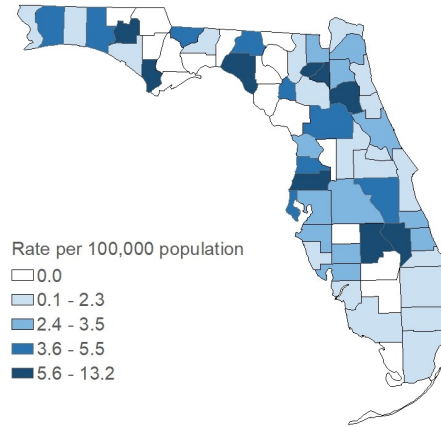 Rate per 100,000 population
0.0
0.1 - 2.3
2.4 - 3.5
3.6 - 5.5
5.6 - 13.2